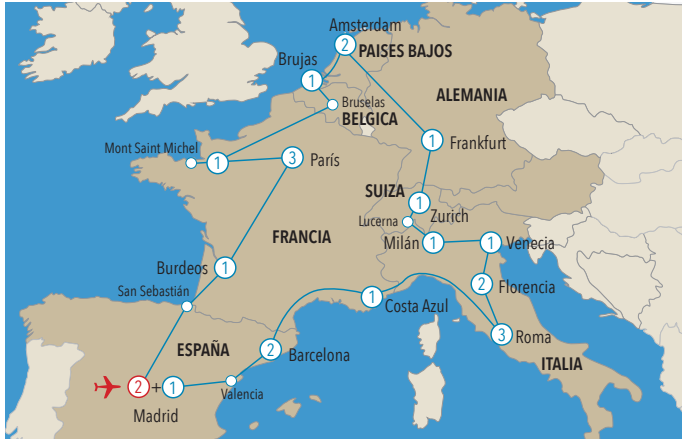 Amsterdam
2
PAISES BAJOS
Brujas
1
ALEMANIA
Bruselas
BELGICA
Mont Saint Michel
1
3
París
1
Frankfurt
SUIZA
1
Zurich
Lucerna
FRANCIA
Milán
1
1
Venecia
Burdeos
1
2
Florencia
San Sebastián
1
Costa Azul
3
Roma
ESPAÑA
2
Barcelona
ITALIA
2
+
1
Valencia
Madrid